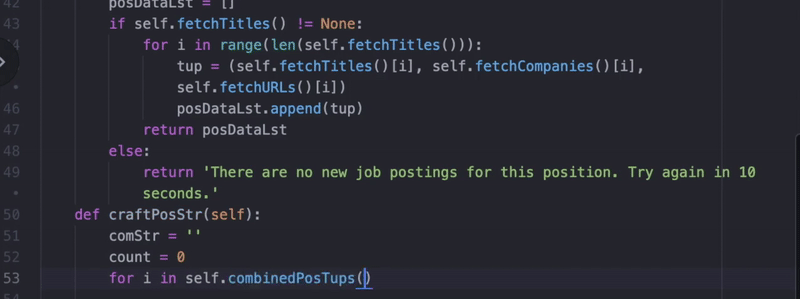 42 posDataLst = []
43 if self.fetchTitles() != None:
44 for i in range(len(self.fetchTitles())):
• tup = (self.fetchTitles()[i], self.fetchCompanies()[i],
• self.fetchURLs()[i])
46 posDataLst.append(tup)
47 return posDataLst
48 else:
49 return 'There are no new job postings for this position. Try again in 10
• seconds.'
50 def craftPosStr(self):
51 comStr = ''
52 count = 0
53 for i in self.combinedPosTups()
54